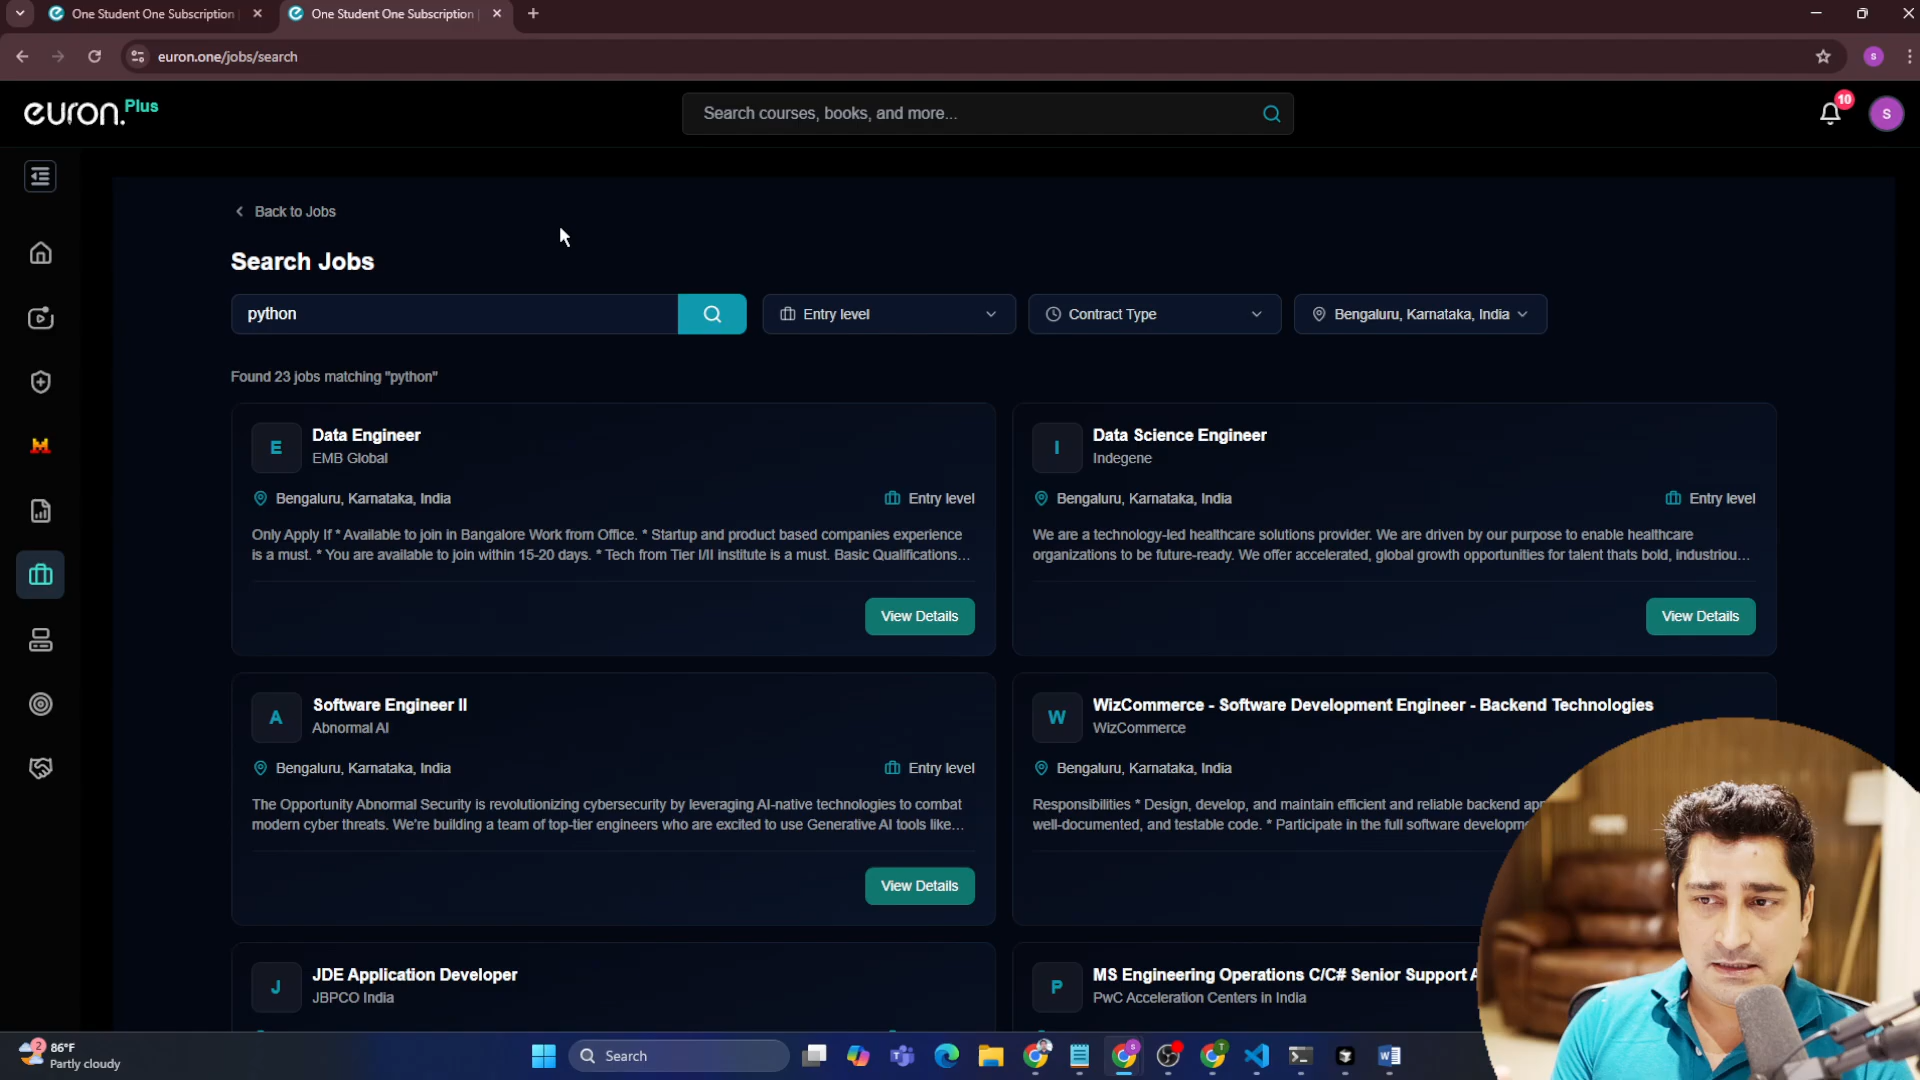 One Student One Subscription
One Student One Subscription
euron.one/jobs/search
S
euron.Plus
Search courses, books, and more...
10
S
Back to Jobs
Search Jobs
python
Entry level
Contract Type
Bengaluru, Karnataka, India
Found 23 jobs matching "python"
E
Data Engineer
EMB Global
Bengaluru, Karnataka, India
Entry level
Only Apply If * Available to join in Bangalore Work from Office. * Startup and product based companies experience
is a must. * You are available to join within 15-20 days. * Tech from Tier I/II institute is a must. Basic Qualifications...
View Details
I
Data Science Engineer
Indegene
Bengaluru, Karnataka, India
Entry level
We are a technology-led healthcare solutions provider. We are driven by our purpose to enable healthcare
organizations to be future-ready. We offer accelerated, global growth opportunities for talent thats bold, industriou...
View Details
A
Software Engineer II
Abnormal AI
Bengaluru, Karnataka, India
Entry level
The Opportunity Abnormal Security is revolutionizing cybersecurity by leveraging AI-native technologies to combat
modern cyber threats. We're building a team of top-tier engineers who are excited to use Generative AI tools like...
View Details
W
WizCommerce - Software Development Engineer - Backend Technologies
WizCommerce
Bengaluru, Karnataka, India
Responsibilities * Design, develop, and maintain efficient and reliable backend
well-documented, and testable code. * Participate in the full software
J
JDE Application Developer
JBPCO India
P
MS Engineering Operations C/C# Senior Support
PwC Acceleration Centers in India
2
86°F
Partly cloudy
Search